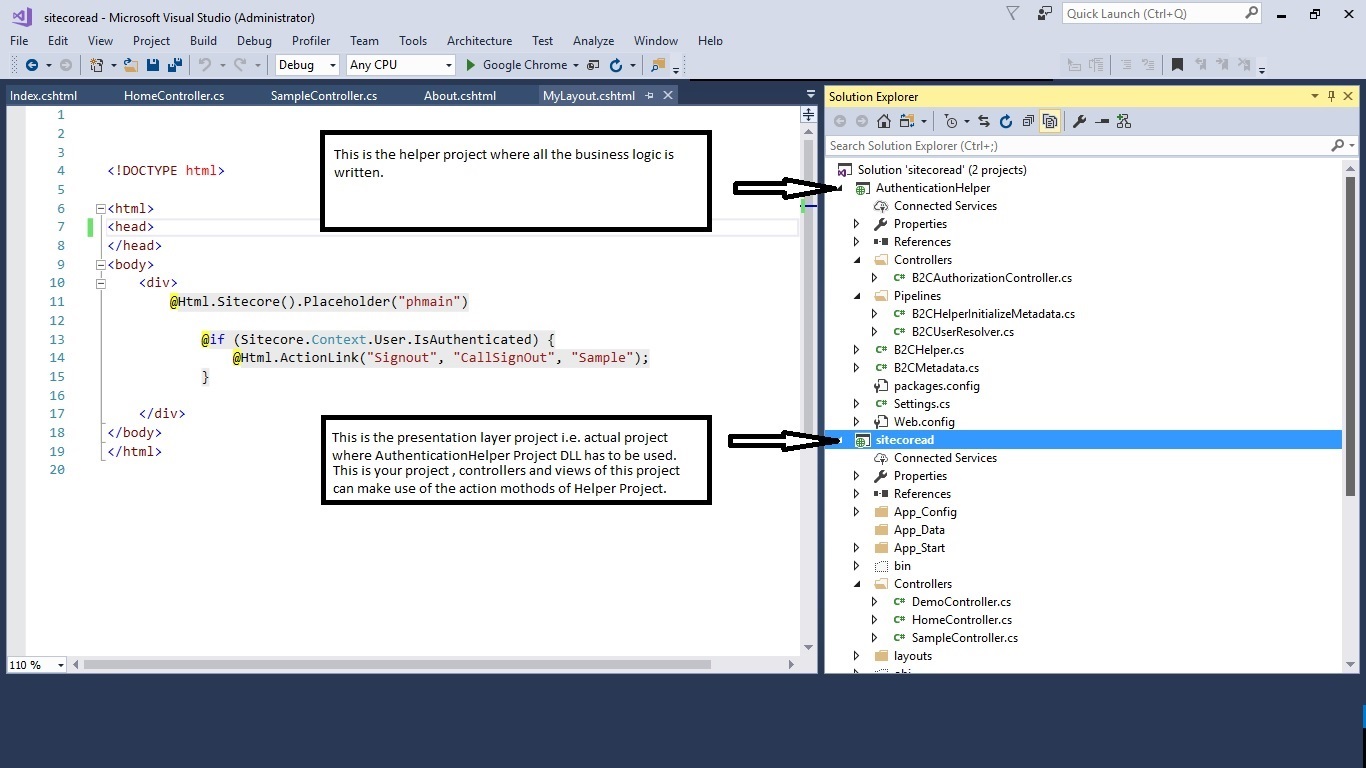 sitecoread - Microsoft Visual Studio (Administrator)
Quick Launch (Ctrl+Q)
File Edit View Project Build Debug Profiler Team Tools Architecture Test Analyze Window Help
Debug Any CPU Google Chrome
Index.cshtml HomeController.cs SampleController.cs About.cshtml MyLayout.cshtml
1
2
3
4 <!DOCTYPE html>
5
6 <html>
7 <head>
8 </head>
9 <body>
10 <div>
11 @Html.Sitecore().Placeholder("phmain")
12
13 @if (Sitecore.Context.User.IsAuthenticated) {
14 @Html.ActionLink("Signout", "CallSignOut", "Sample");
15 }
16
17 </div>
18 </body>
19 </html>
20
This is the helper project where all the business logic is
written.
This is the presentation layer project i.e. actual project
where AuthenticationHelper Project DLL has to be used.
This is your project , controllers and views of this project
can make use of the action mothods of Helper Project.
110 %
Solution Explorer
Search Solution Explorer (Ctrl+;)
Solution 'sitecoread' (2 projects)
AuthenticationHelper
Connected Services
Properties
References
Controllers
C# B2CAuthorizationController.cs
Pipelines
C# B2CHelperInitializeMetadata.cs
C# B2CUserResolver.cs
C# B2CHelper.cs
C# B2CMetadata.cs
packages.config
C# Settings.cs
Web.config
sitecoread
Connected Services
Properties
References
App_Config
App_Data
App_Start
bin
Controllers
C# DemoController.cs
C# HomeController.cs
C# SampleController.cs
layouts